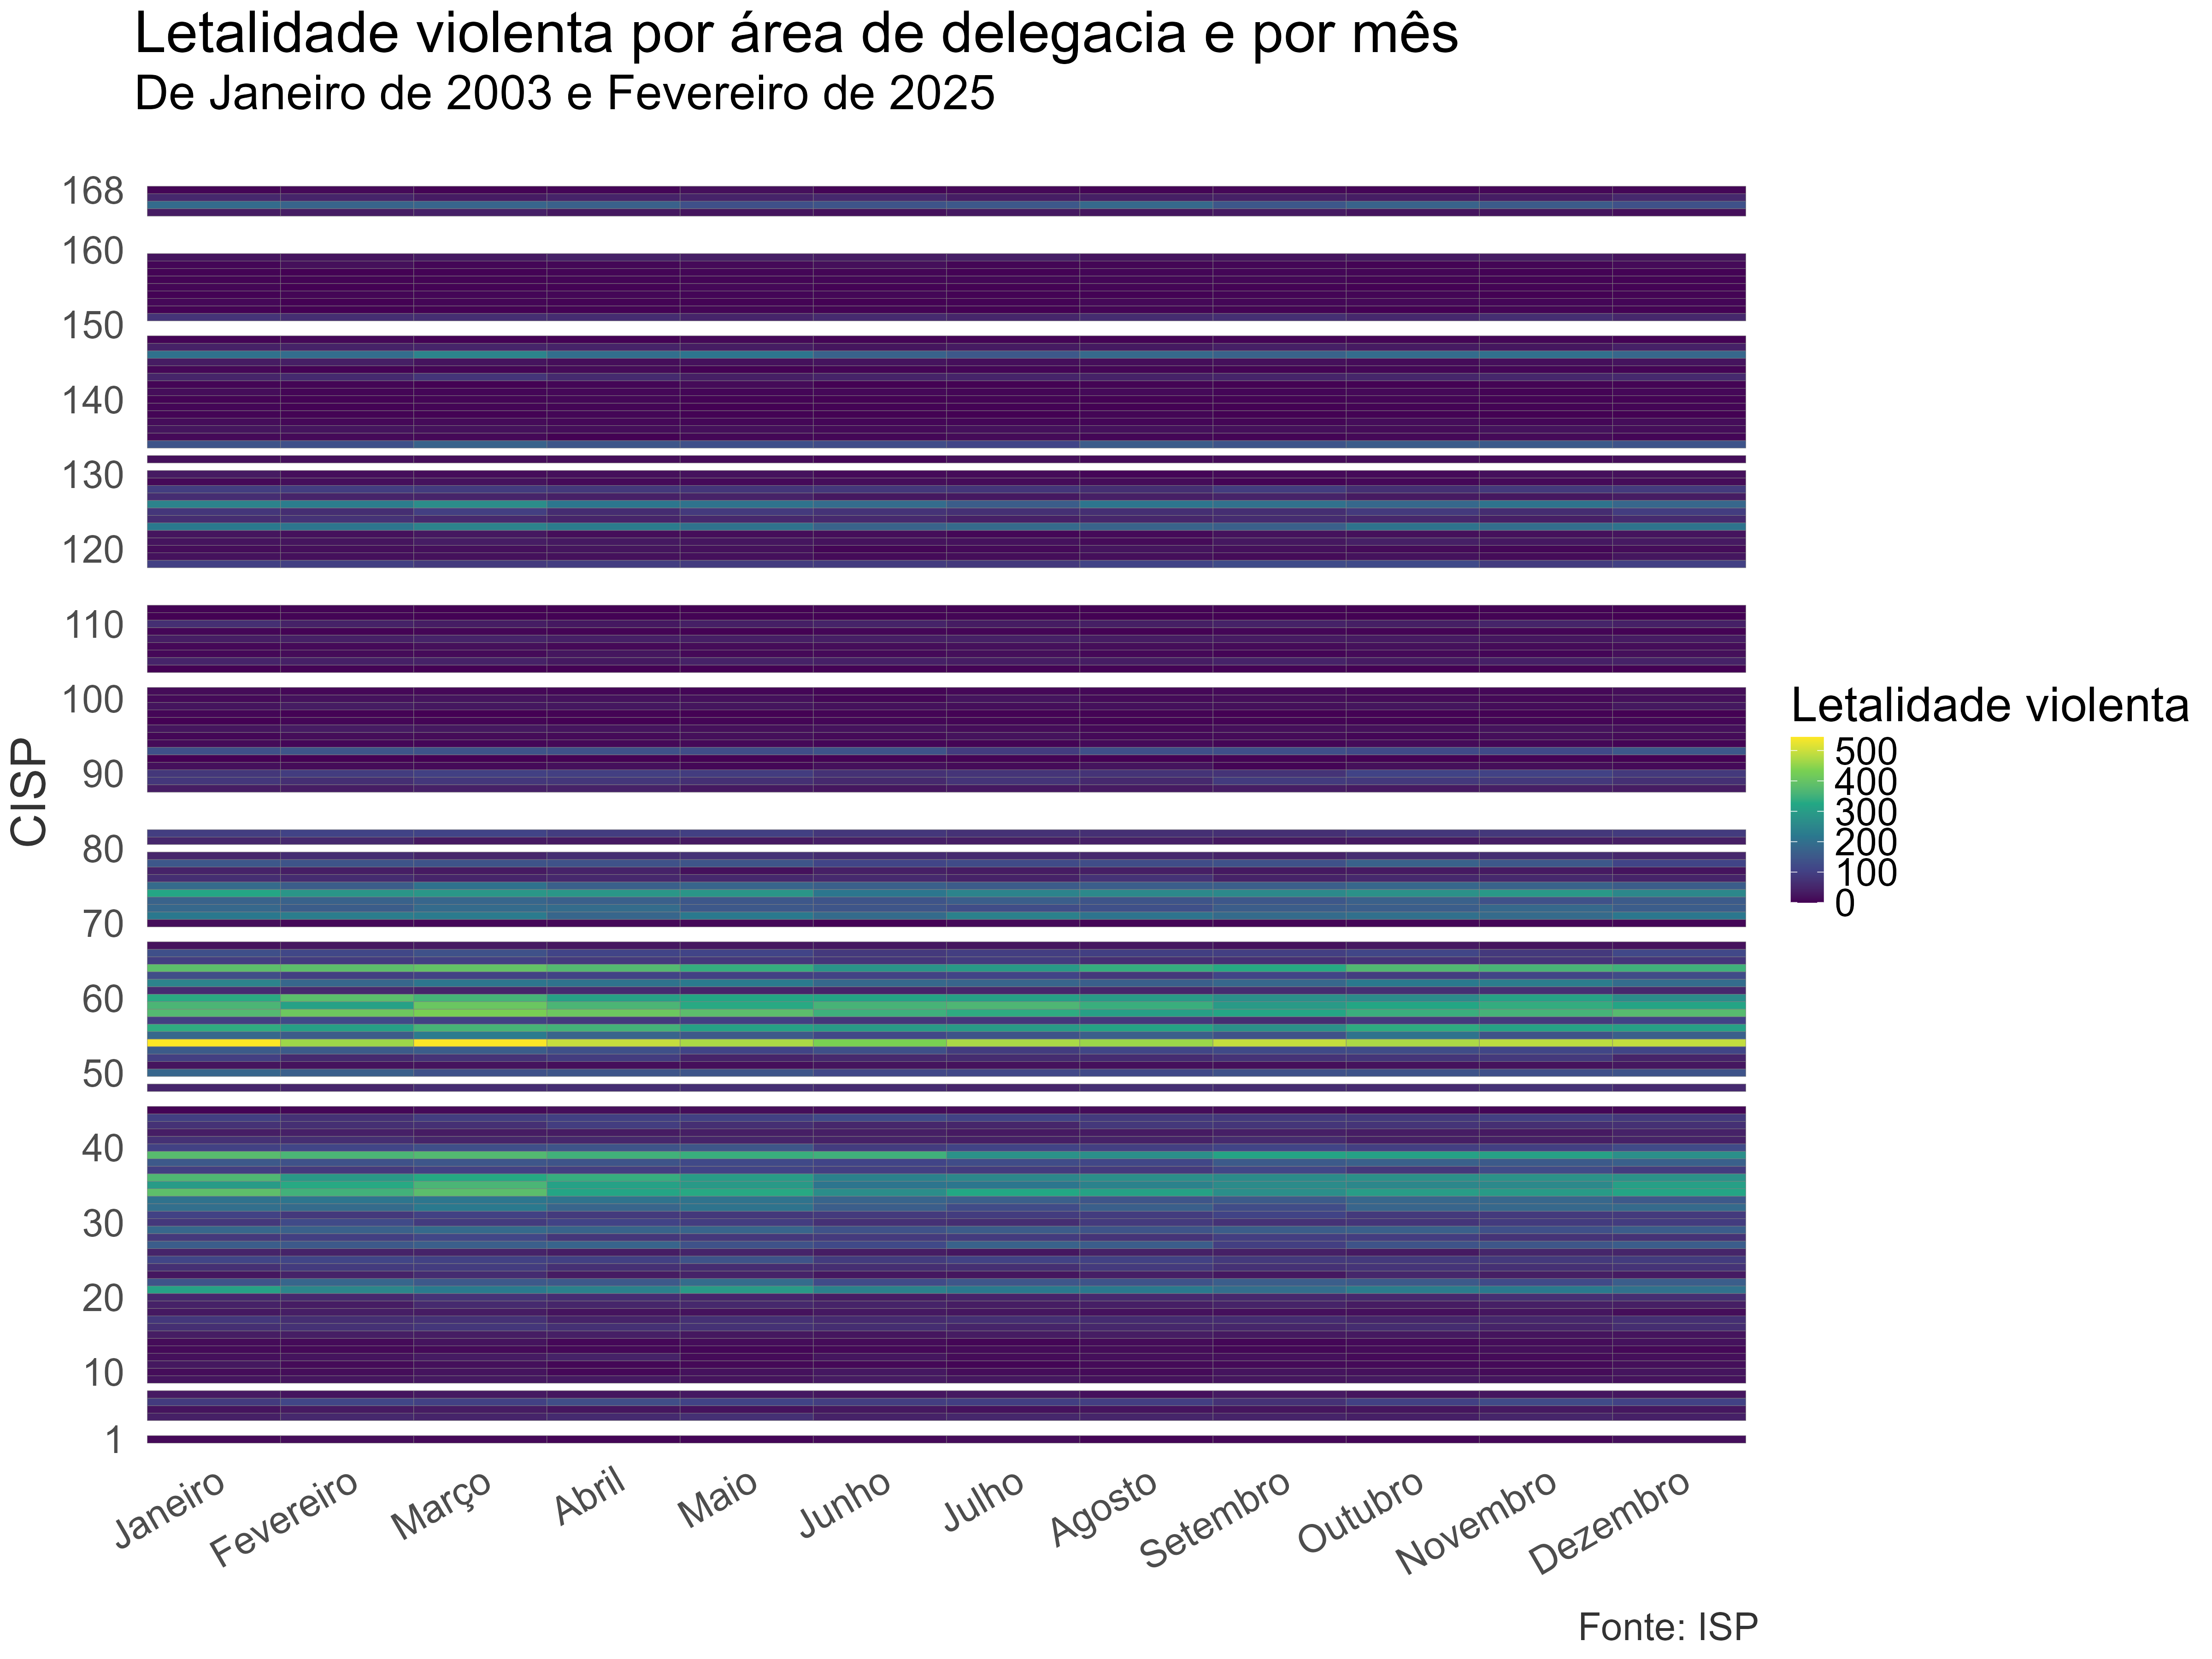 Letalidade violenta por área de delegacia e por mês
De Janeiro de 2003 e Fevereiro de 2025
168
160
150
140
130
120
110
100
90
80
70
60
50
40
30
20
10
1
CISP
Janeiro
Fevereiro
Março
Abril
Maio
Junho
Julho
Agosto
Setembro
Outubro
Novembro
Dezembro
Letalidade violenta
500
400
300
200
100
0
Fonte: ISP